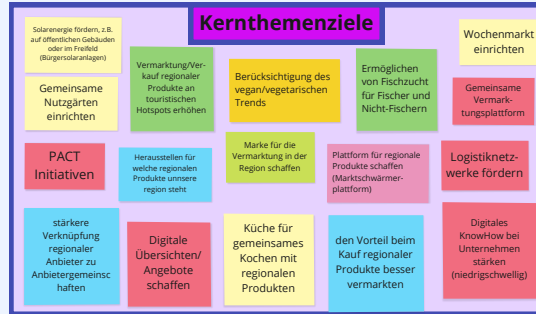 Kernthemenziele
Solarenergie fördern, z.B.
auf öffentlichen Gebäuden
oder im Freifeld
(Bürgersolaranlagen)
Vermarktung/Ver-
kauf regionaler
Produkte an
touristischen
Hotspots erhöhen
Berücksichtigung des
vegan/vegetarischen
Trends
Ermöglichen
von Fischzucht
für Fischer und
Nicht-Fischern
Wochenmarkt
einrichten
Gemeinsame
Nutzgärten
einrichten
Gemeinsame
Vermark-
tungsplattform
PACT
Initiativen
Herausstellen für
welche regionalen
Produkte unnsere
region steht
Marke für die
Vermarktung in der
Region schaffen
Plattform für regionale
Produkte schaffen
(Marktschwärmer-
plattform)
Logistiknetz-
werke fördern
stärkere
Verknüpfung
regionaler
Anbieter zu
Anbietergemeinsc
haften
Digitale
Übersichten/
Angebote
schaffen
Küche für
gemeinsames
Kochen mit
regionalen
Produkten
den Vorteil beim
Kauf regionaler
Produkte besser
vermarkten
Digitales
KnowHow bei
Unternehmen
stärken
(niedrigschwellig)